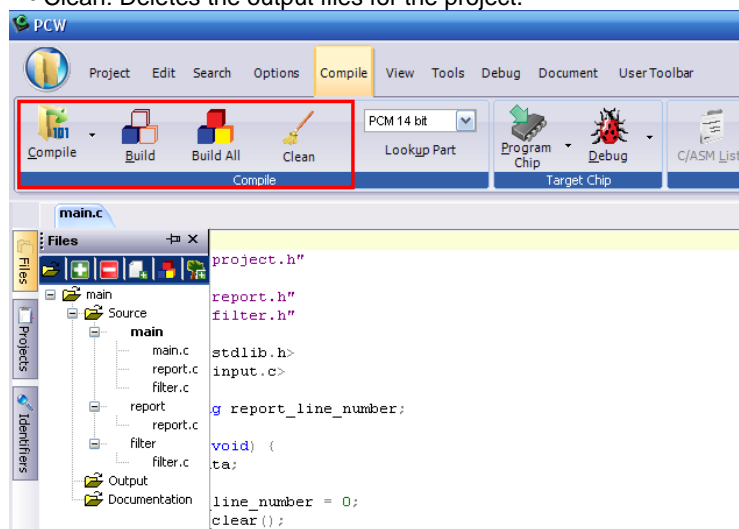 • Clean: Deletes the output files for the project.
PCW
Project Edit Search Options Compile View Tools Debug Document User Toolbar
101
Compile Build Build All Clean
Compile
PCM 14 bit
Lookup Part
Program Chip Debug
Target Chip
C/ASM List
main.c
Files
Files
Projects
Identifiers
main
Source
main
main.c
report.c
filter.c
report
report.c
filter
filter.c
Output
Documentation
project.h"
report.h"
filter.h"
stdlib.h>
input.c>
g report_line_number;
void) {
ta;
line_number = 0;
clear();